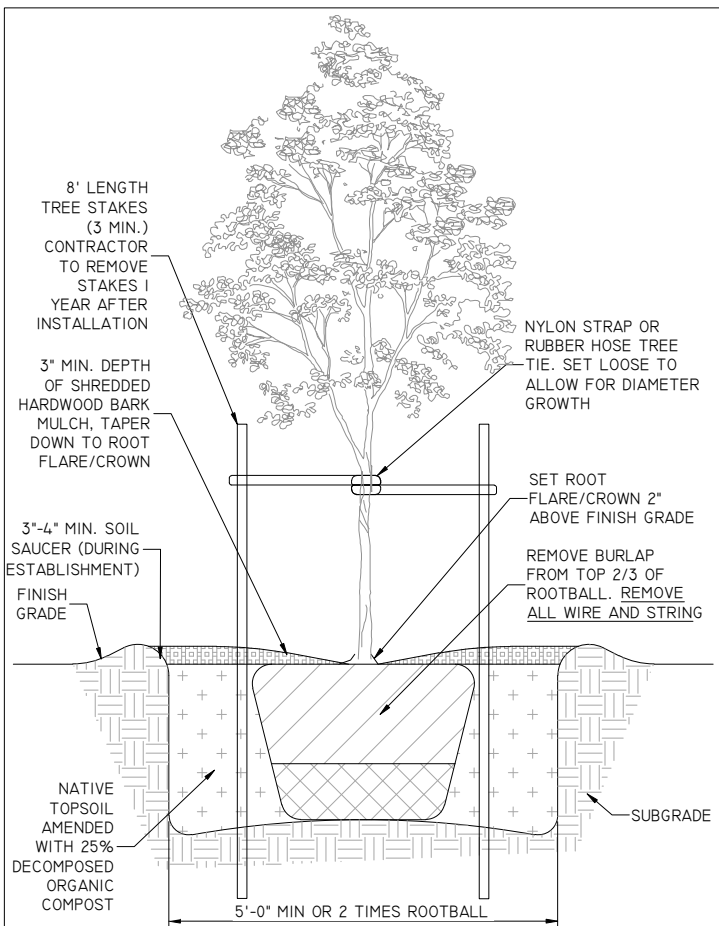 8' LENGTH
TREE STAKES
(3 MIN.)
CONTRACTOR
TO REMOVE
STAKES I
YEAR AFTER
INSTALLATION
3" MIN. DEPTH
OF SHREDDED
HARDWOOD BARK
MULCH, TAPER
DOWN TO ROOT
FLARE/CROWN
3"-4" MIN. SOIL
SAUCER (DURING
ESTABLISHMENT)
FINISH
GRADE
NATIVE
TOPSOIL
AMENDED
WITH 25%
DECOMPOSED
ORGANIC
COMPOST
NYLON STRAP OR
RUBBER HOSE TREE
TIE. SET LOOSE TO
ALLOW FOR DIAMETER
GROWTH
SET ROOT
FLARE/CROWN 2"
ABOVE FINISH GRADE
REMOVE BURLAP
FROM TOP 2/3 OF
ROOTBALL. REMOVE
ALL WIRE AND STRING
SUBGRADE
5'-0" MIN OR 2 TIMES ROOTBALL